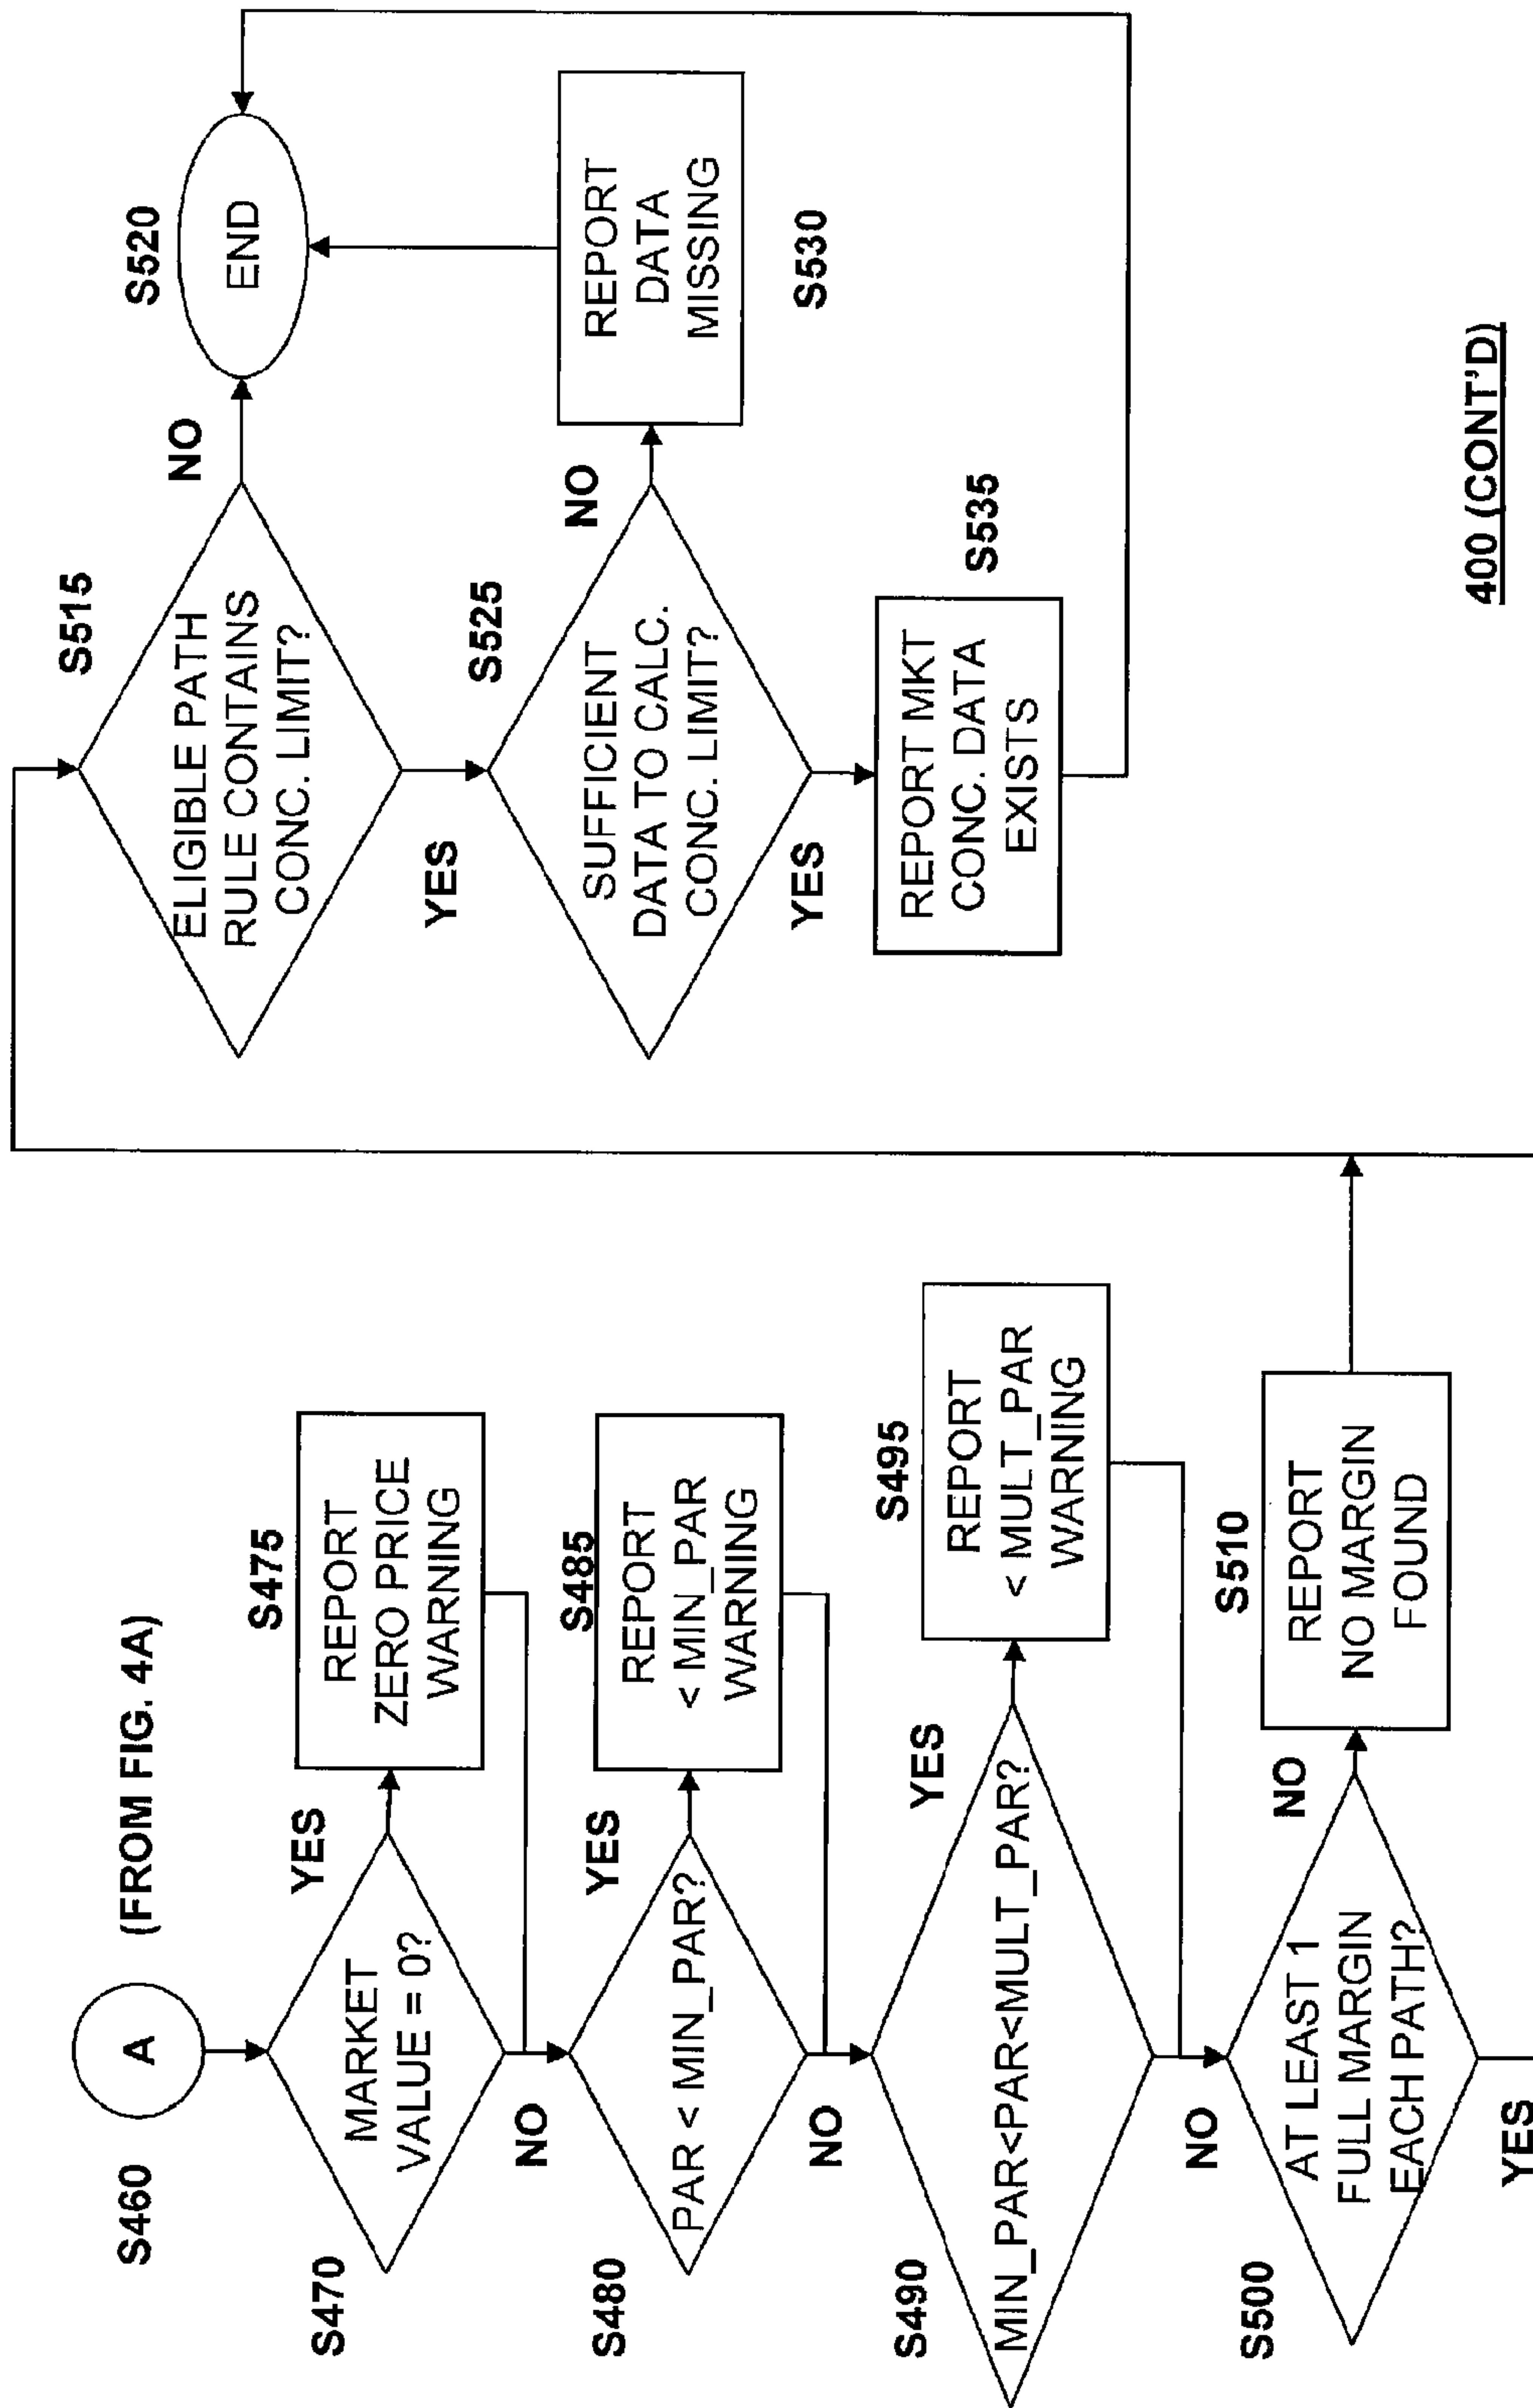 S460
A
(FROM FIG. 4A)
S470
MARKET
VALUE = 0?
YES
S475
REPORT
ZERO PRICE
WARNING
NO
S480
PAR < MIN_PAR?
YES
S485
REPORT
< MIN_PAR
WARNING
NO
S490
MIN_PAR<PAR<MULT_PAR?
YES
S495
REPORT
< MULT_PAR
WARNING
NO
S500
AT LEAST 1
FULL MARGIN
EACH PATH?
NO
S510
REPORT
NO MARGIN
FOUND
YES
S515
ELIGIBLE PATH
RULE CONTAINS
CONC. LIMIT?
NO
S520
END
YES
S525
SUFFICIENT
DATA TO CALC.
CONC. LIMIT?
NO
REPORT
DATA
MISSING
S530
YES
S535
REPORT MKT
CONC. DATA
EXISTS
400 (CONT'D)